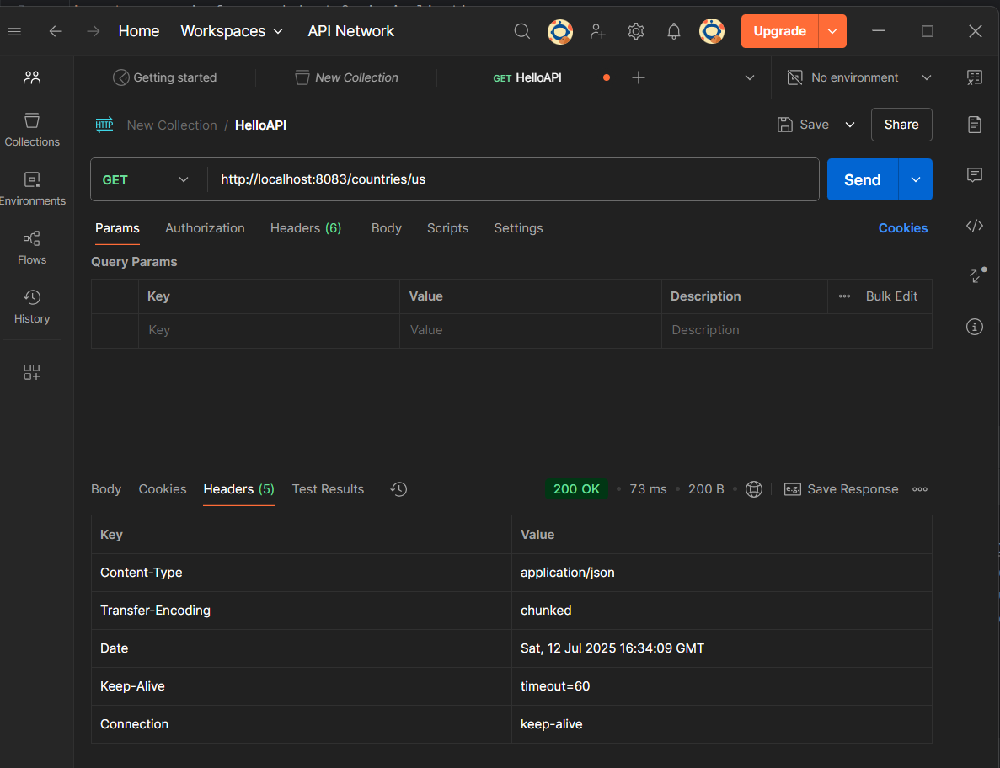 Home Workspaces API Network Upgrade
Getting started New Collection GET HelloAPI No environment
Collections
Environments
Flows
History
HTTP New Collection / HelloAPI Save Share
GET http://localhost:8083/countries/us Send
Params Authorization Headers (6) Body Scripts Settings Cookies
Query Params
Key Value Description Bulk Edit
Key Value Description
Body Cookies Headers (5) Test Results 200 OK 73 ms 200 B e.g. Save Response
Key Value
Content-Type application/json
Transfer-Encoding chunked
Date Sat, 12 Jul 2025 16:34:09 GMT
Keep-Alive timeout=60
Connection keep-alive